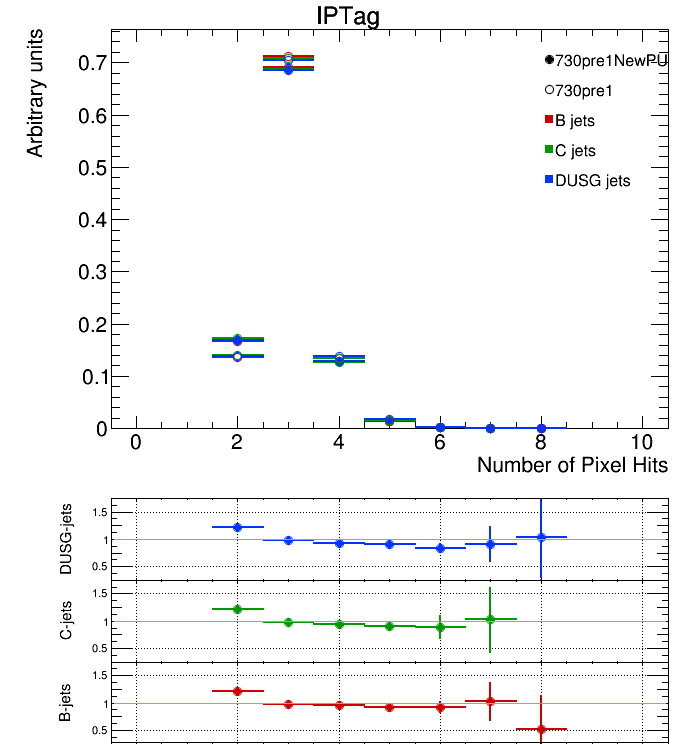 IPTag
Arbitrary units
0.7
0.6
0.5
0.4
0.3
0.2
0.1
0
730pre1NewPU
730pre1
B jets
C jets
DUSG jets
0 2 4 6 8 10
Number of Pixel Hits
DUSG-jets
1.5
1
0.5
C-jets
1.5
1
0.5
B-jets
1.5
1
0.5